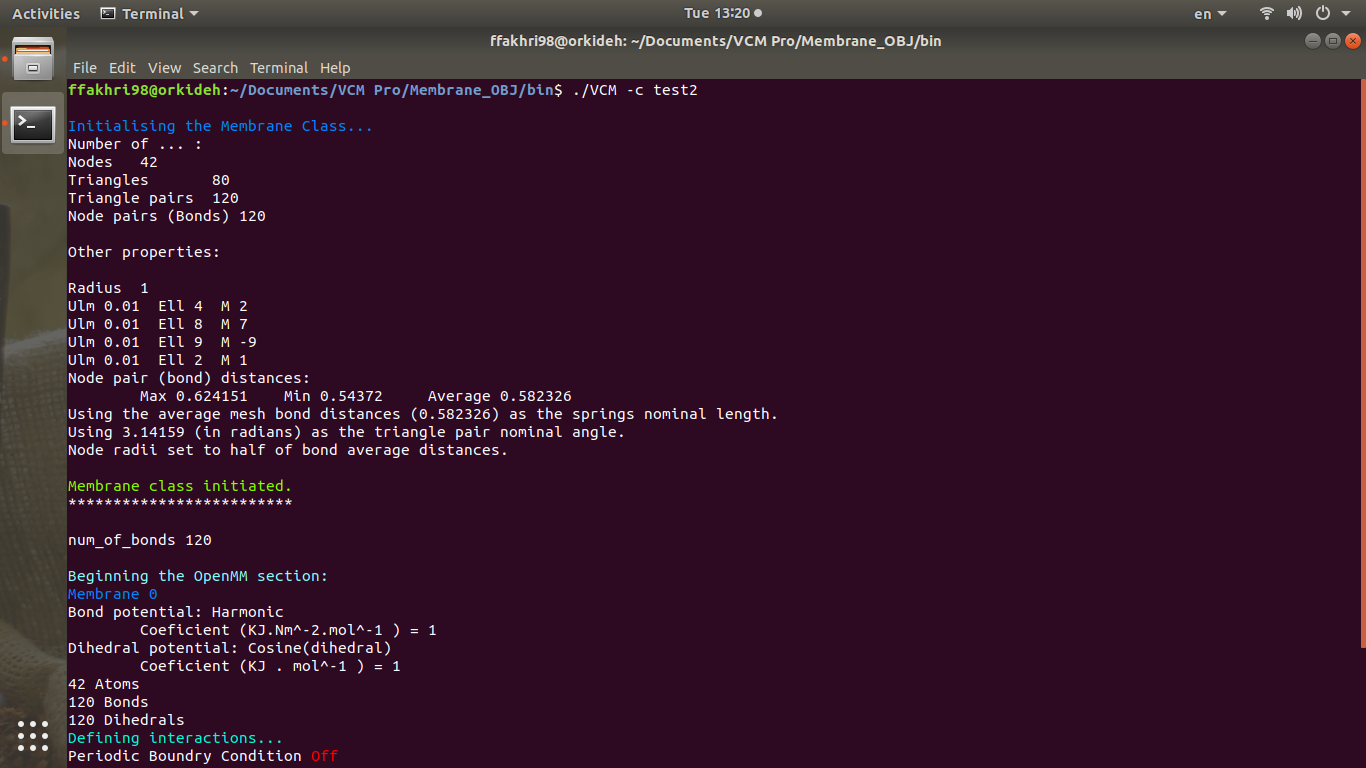 Activities Terminal Tue 13:20 en
ffakhri98@orkideh: ~/Documents/VCM Pro/Membrane_OBJ/bin
File Edit View Search Terminal Help
ffakhri98@orkideh:~/Documents/VCM Pro/Membrane_OBJ/bin$ ./VCM -c test2
Initialising the Membrane Class...
Number of ... :
Nodes 42
Triangles 80
Triangle pairs 120
Node pairs (Bonds) 120
Other properties:
Radius 1
Ulm 0.01 Ell 4 M 2
Ulm 0.01 Ell 8 M 7
Ulm 0.01 Ell 9 M -9
Ulm 0.01 Ell 2 M 1
Node pair (bond) distances:
Max 0.624151 Min 0.54372 Average 0.582326
Using the average mesh bond distances (0.582326) as the springs nominal length.
Using 3.14159 (in radians) as the triangle pair nominal angle.
Node radii set to half of bond average distances.
Membrane class initiated.
*************************
num_of_bonds 120
Beginning the OpenMM section:
Membrane 0
Bond potential: Harmonic
Coeficient (KJ.Nm^-2.mol^-1 ) = 1
Dihedral potential: Cosine(dihedral)
Coeficient (KJ . mol^-1 ) = 1
42 Atoms
120 Bonds
120 Dihedrals
Defining interactions...
Periodic Boundry Condition Off